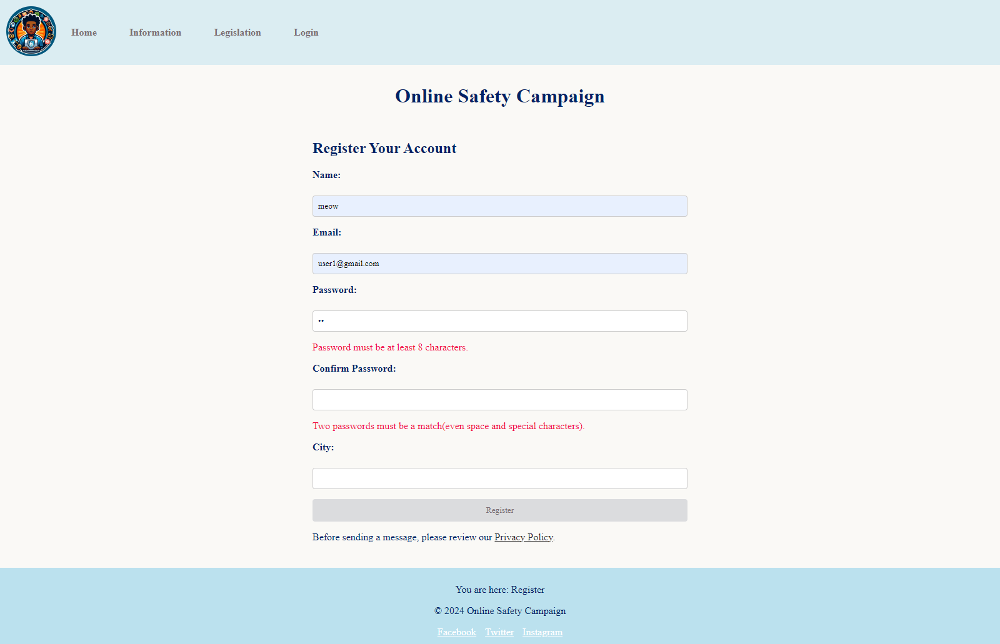 Home Information Legislation Login
Online Safety Campaign
Register Your Account
Name:
meow
Email:
user1@gmail.com
Password:
••
Password must be at least 8 characters.
Confirm Password:
Two passwords must be a match(even space and special characters).
City:
Register
Before sending a message, please review our Privacy Policy.
You are here: Register
© 2024 Online Safety Campaign
Facebook Twitter Instagram